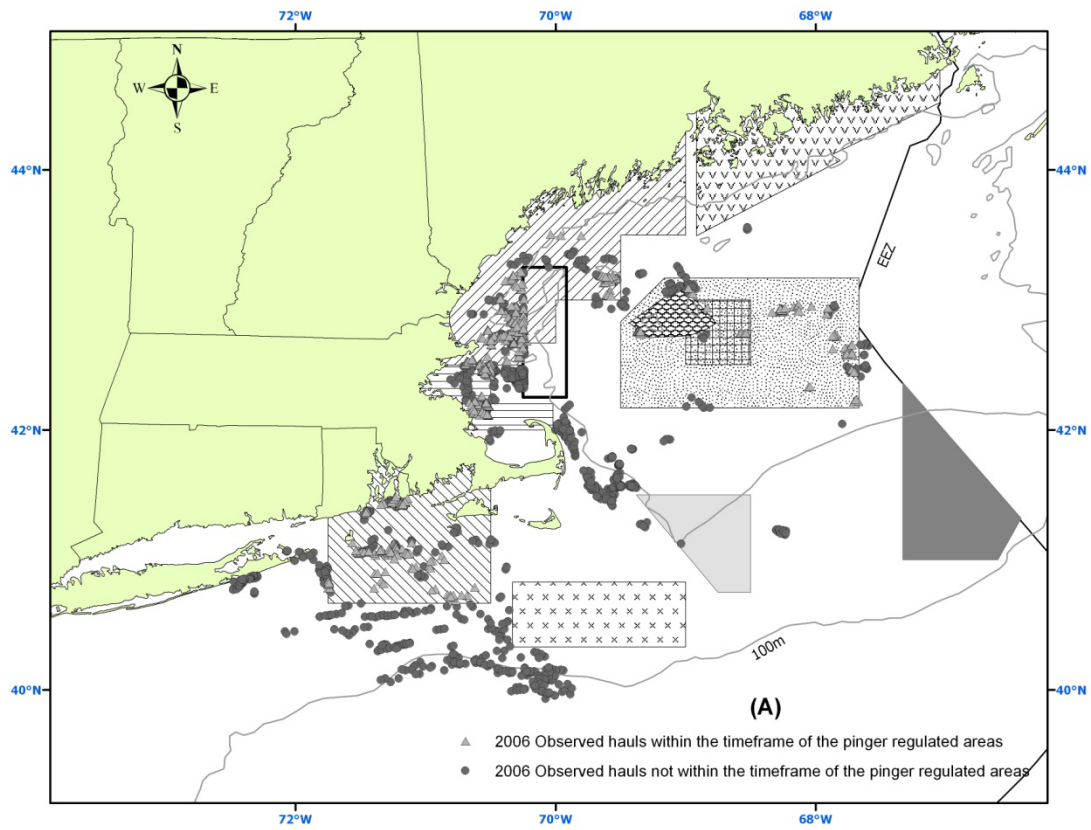 72°W 70°W 68°W
N
W E
S
44°N 44°N
EEZ
42°N 42°N
100m
40°N 40°N
(A)
2006 Observed hauls within the timeframe of the pinger regulated areas
2006 Observed hauls not within the timeframe of the pinger regulated areas
72°W 70°W 68°W